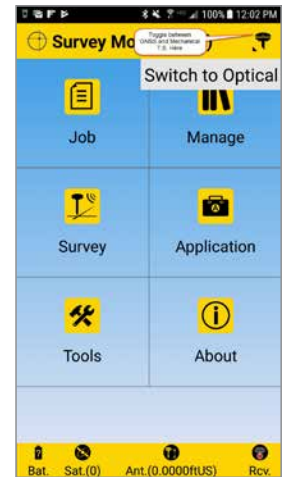 100% 12:02 PM
Survey Mo
Toggle between
GNSS and Mechanical
T.S. Here
Switch to Optical
Job
Manage
Survey
Application
Tools
About
Bat.
Sat.(0)
Ant.(0.0000ftUS)
Rcv.